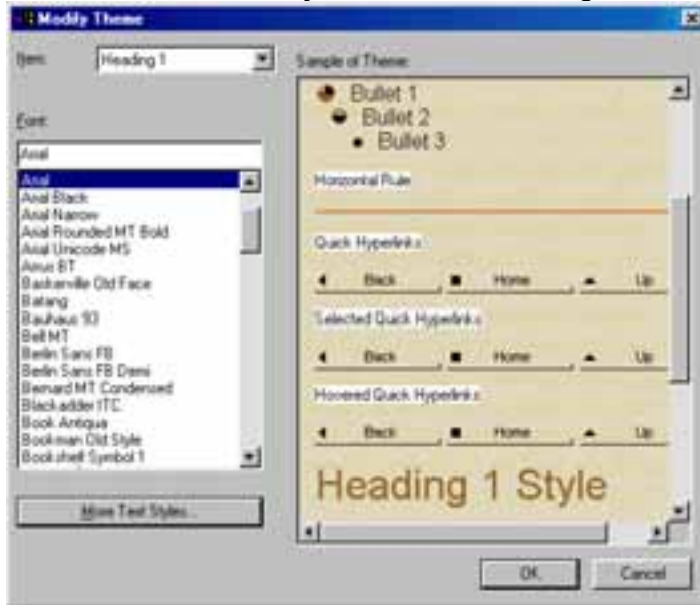 Modify Theme
Item:
Heading 1
Sample of Theme:
Bullet 1
Bullet 2
Bullet 3
Font:
Arial
Arial
Arial Black
Arial Narrow
Arial Rounded MT Bold
Arial Unicode MS
Arrus BT
Baskerville Old Face
Batang
Bauhaus 93
Bell MT
Berlin Sans FB
Berlin Sans FB Demi
Bernard MT Condensed
Blackadder ITC
Book Antiqua
Bookman Old Style
Bookshelf Symbol 1
More Text Styles...
Horizontal Rule
Quick Hyperlinks
Back Home Up
Selected Quick Hyperlinks
Back Home Up
Hovered Quick Hyperlinks
Back Home Up
Heading 1 Style
OK Cancel